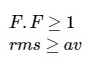 F.F ≥ 1
rms ≥ av